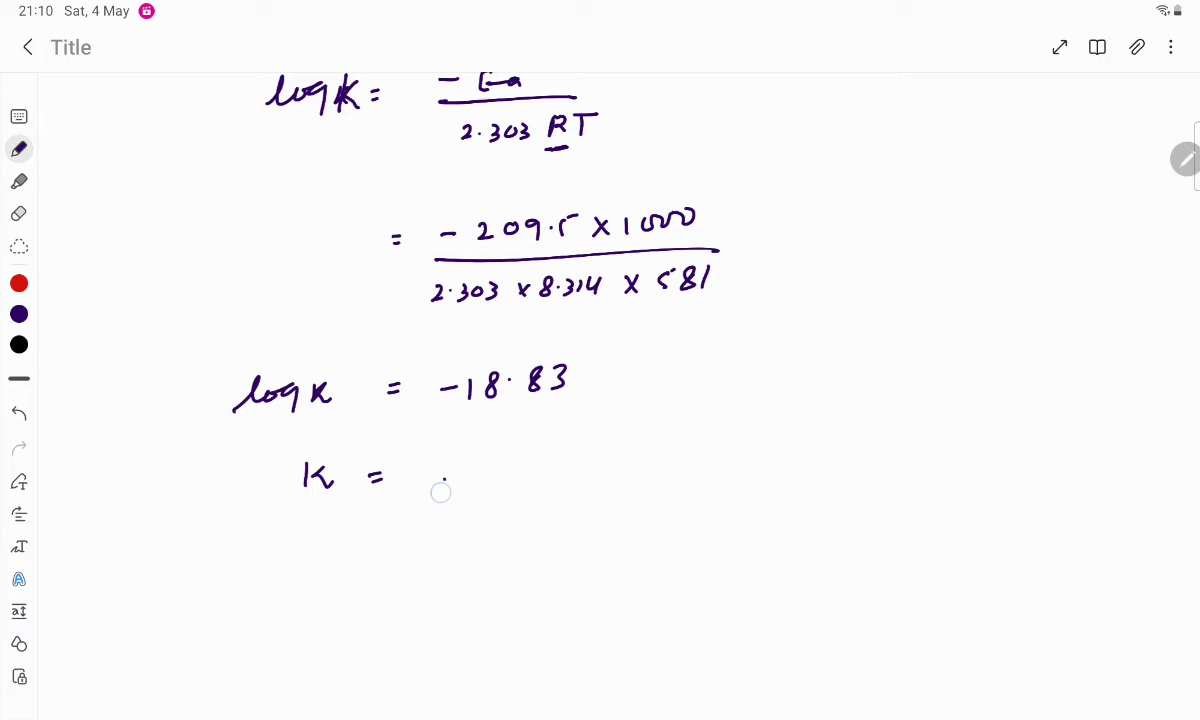 21:10 Sat, 4 May
Title
log K = - Ea
2.303 RT
= - 209.5 x 1000
2.303 x 8.314 x 581
log K = -18.83
K =